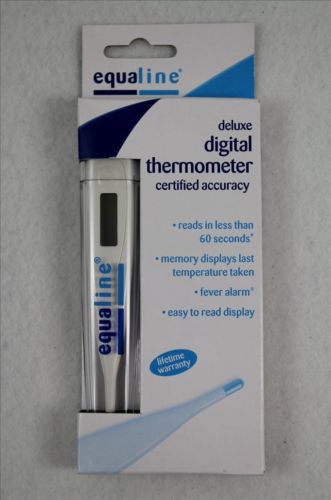 equaline®
deluxe
digital
thermometer
certified accuracy
• reads in less than
60 seconds*
• memory displays last
temperature taken
• fever alarm*
• easy to read display
lifetime
warranty
equaline®